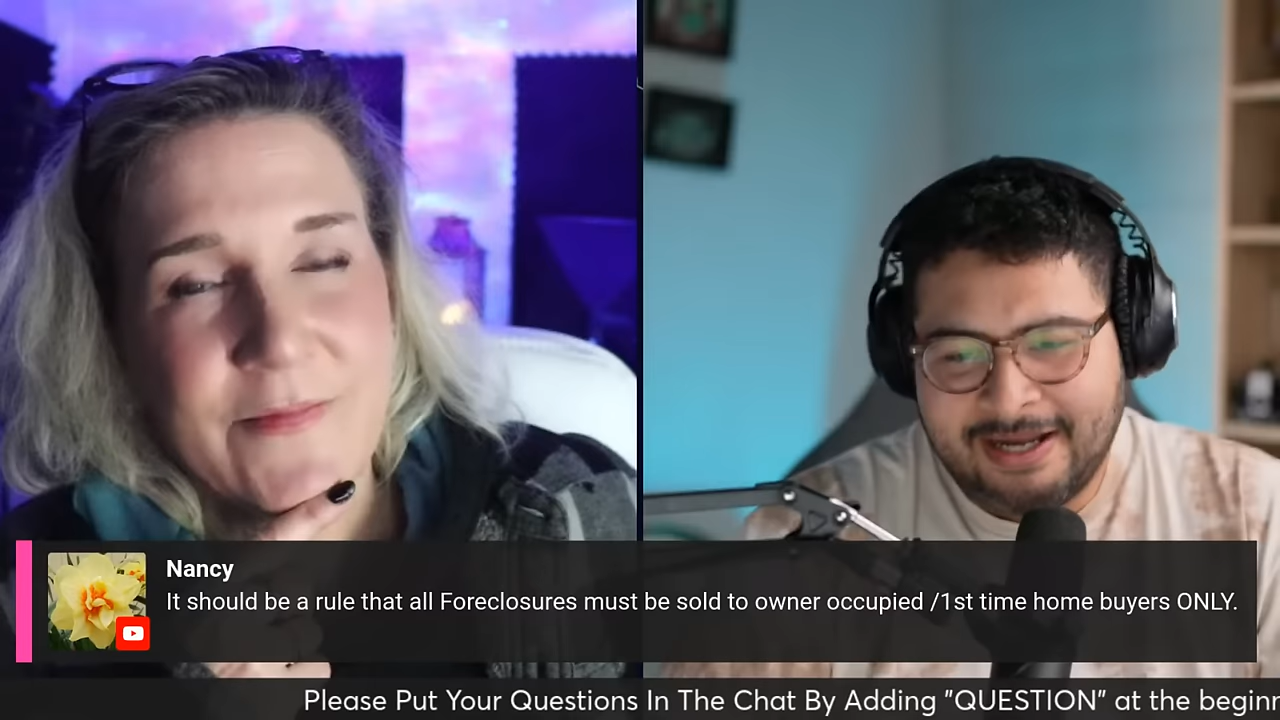 Nancy
It should be a rule that all Foreclosures must be sold to owner occupied /1st time home buyers ONLY.
Please Put Your Questions In The Chat By Adding "QUESTION" at the beginn